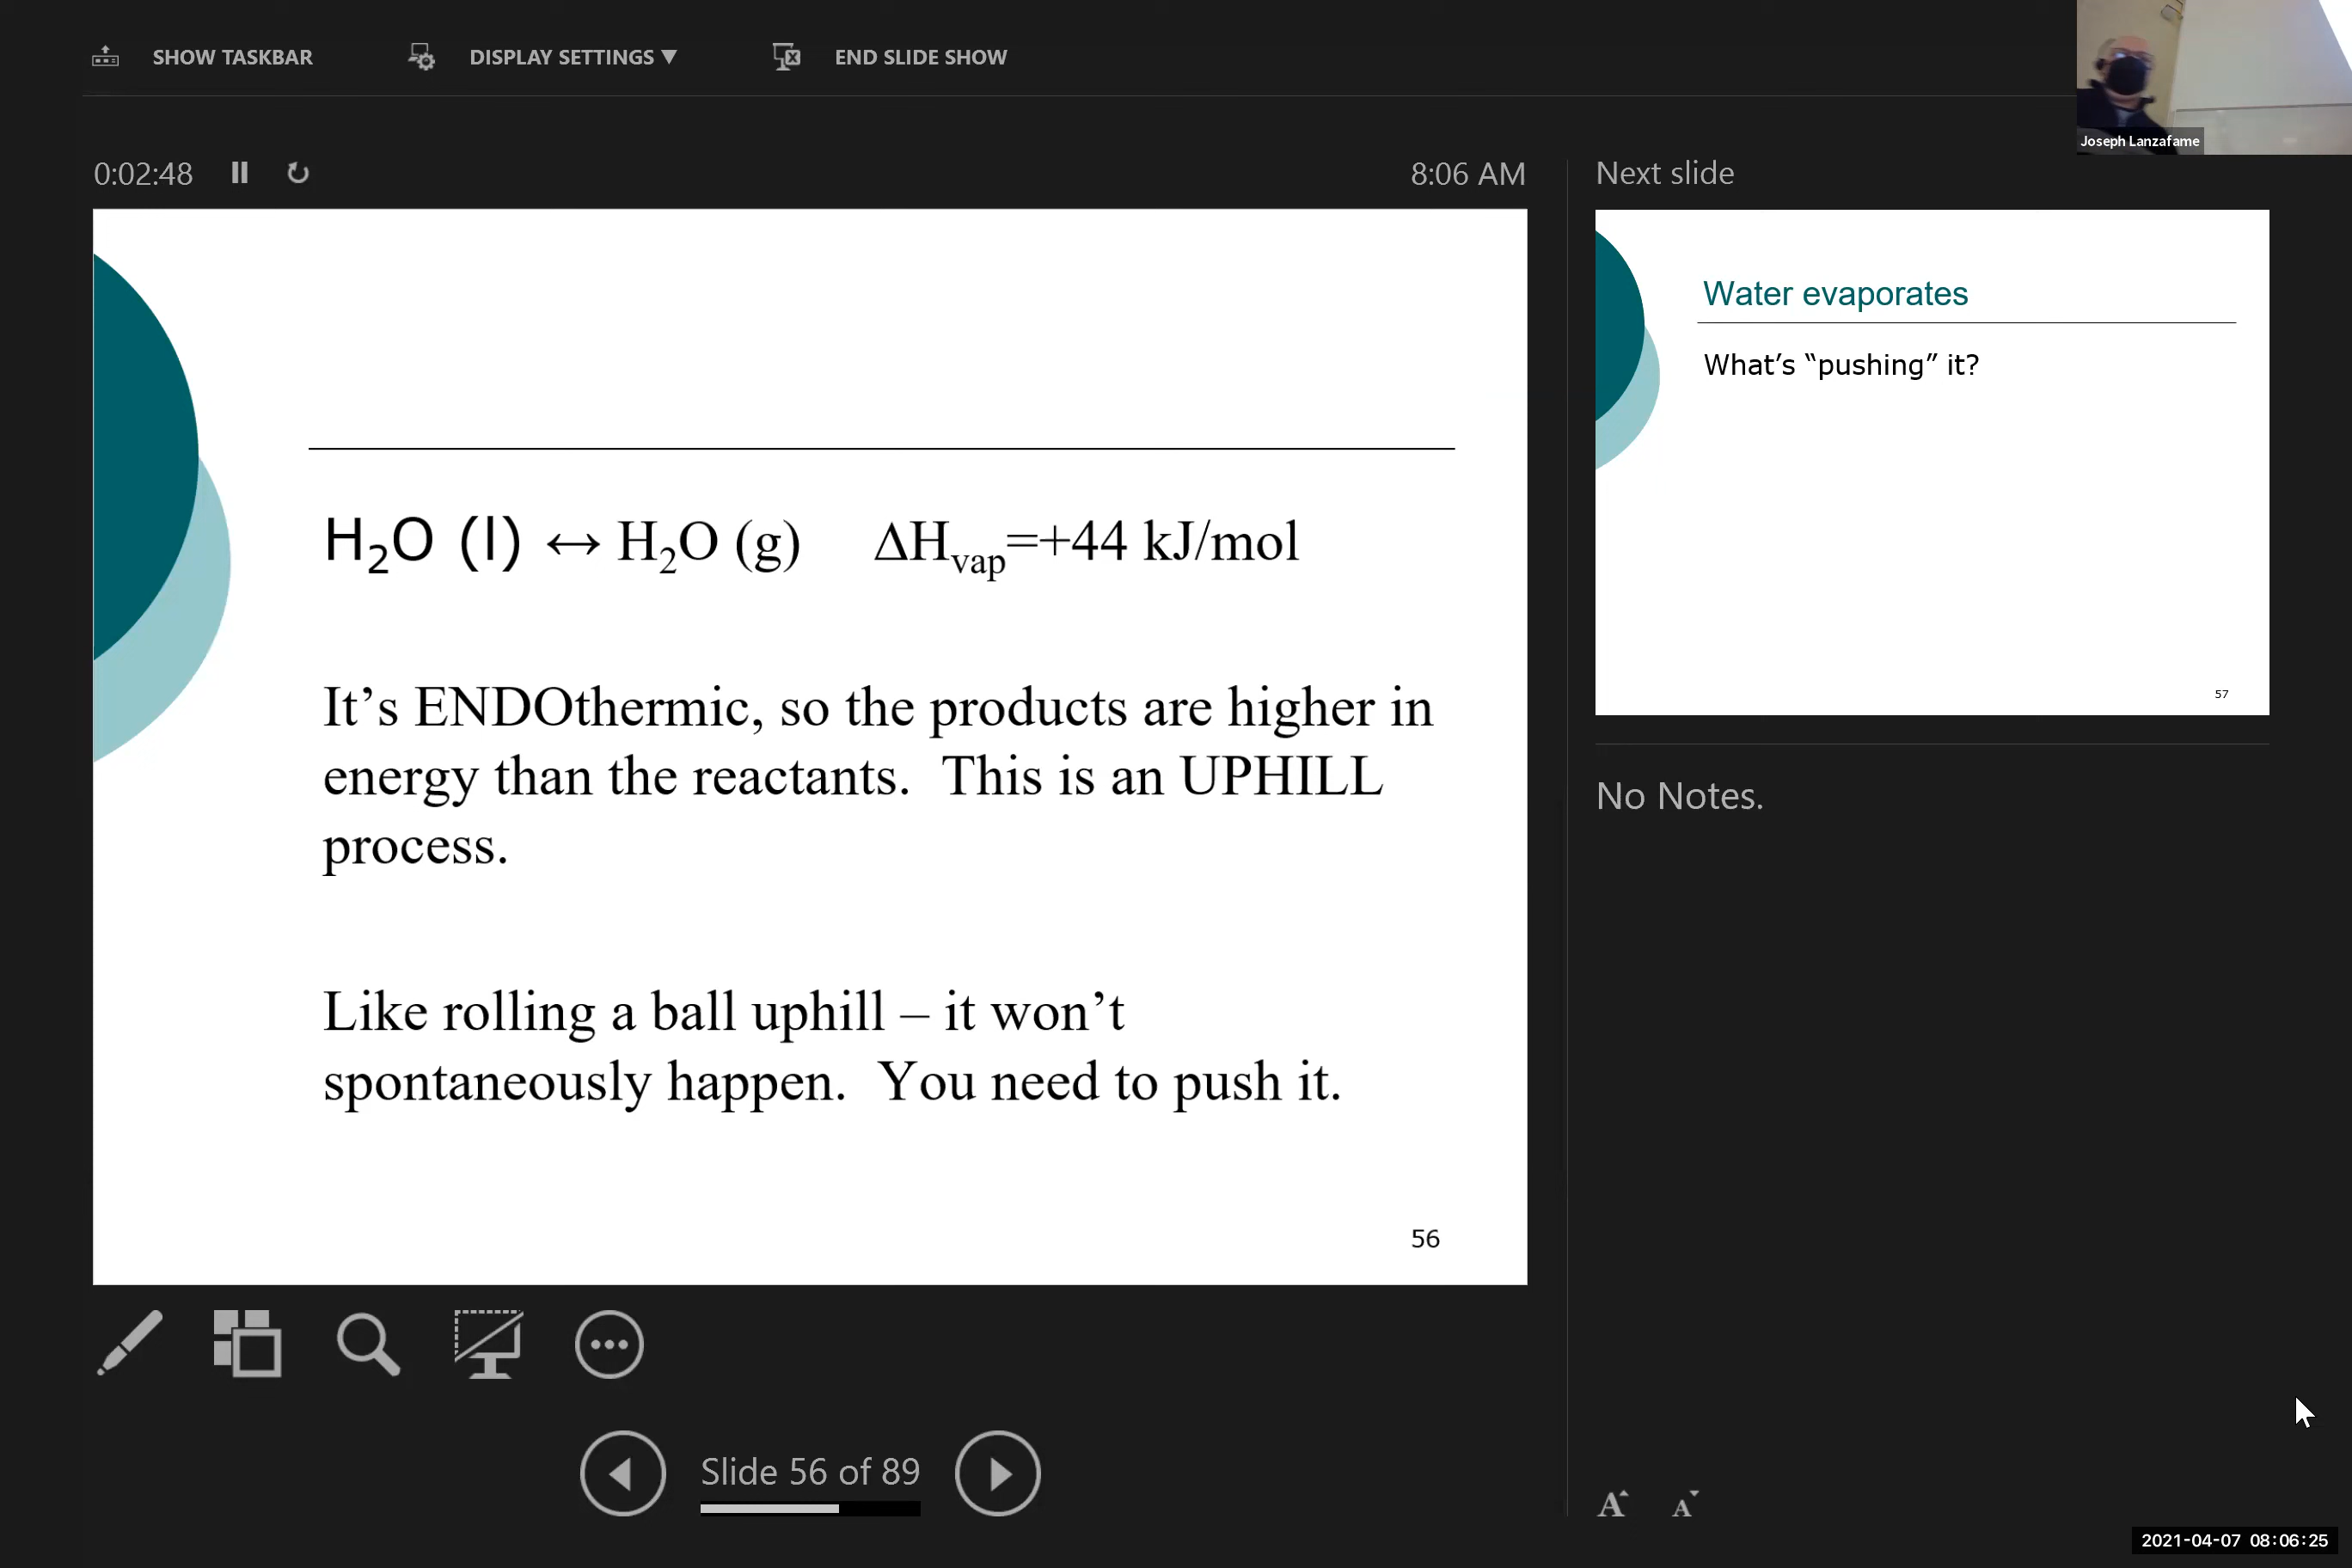 SHOW TASKBAR
DISPLAY SETTINGS ▼
END SLIDE SHOW
Joseph Lanzafame
0:02:48
8:06 AM
H₂O (l) ↔ H₂O (g) ΔHvap=+44 kJ/mol
It’s ENDOthermic, so the products are higher in
energy than the reactants.  This is an UPHILL
process.
Like rolling a ball uphill – it won’t
spontaneously happen.  You need to push it.
56
Next slide
Water evaporates
What’s “pushing” it?
57
No Notes.
Slide 56 of 89
A A
2021-04-07 08:06:25